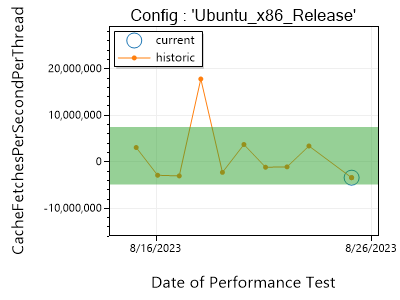 Config : 'Ubuntu_x86_Release'
current
historic
CacheFetchesPerSecondPerThread
20,000,000
10,000,000
0
-10,000,000
8/16/2023
8/26/2023
Date of Performance Test